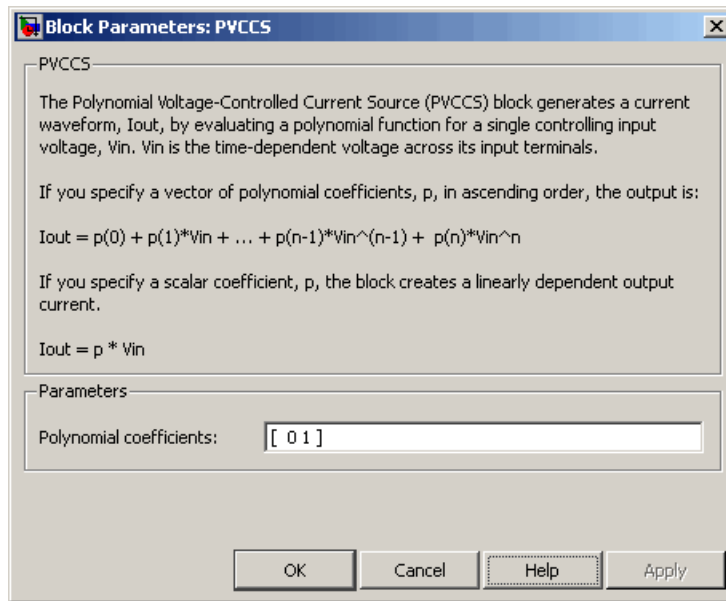 Block Parameters: PVCCS
PVCCS
The Polynomial Voltage-Controlled Current Source (PVCCS) block generates a current
waveform, Iout, by evaluating a polynomial function for a single controlling input
voltage, Vin. Vin is the time-dependent voltage across its input terminals.
If you specify a vector of polynomial coefficients, p, in ascending order, the output is:
Iout = p(0) + p(1)*Vin + ... + p(n-1)*Vin^(n-1) +  p(n)*Vin^n
If you specify a scalar coefficient, p, the block creates a linearly dependent output
current.
Iout = p * Vin
Parameters
Polynomial coefficients: [ 0 1 ]
OK Cancel Help Apply